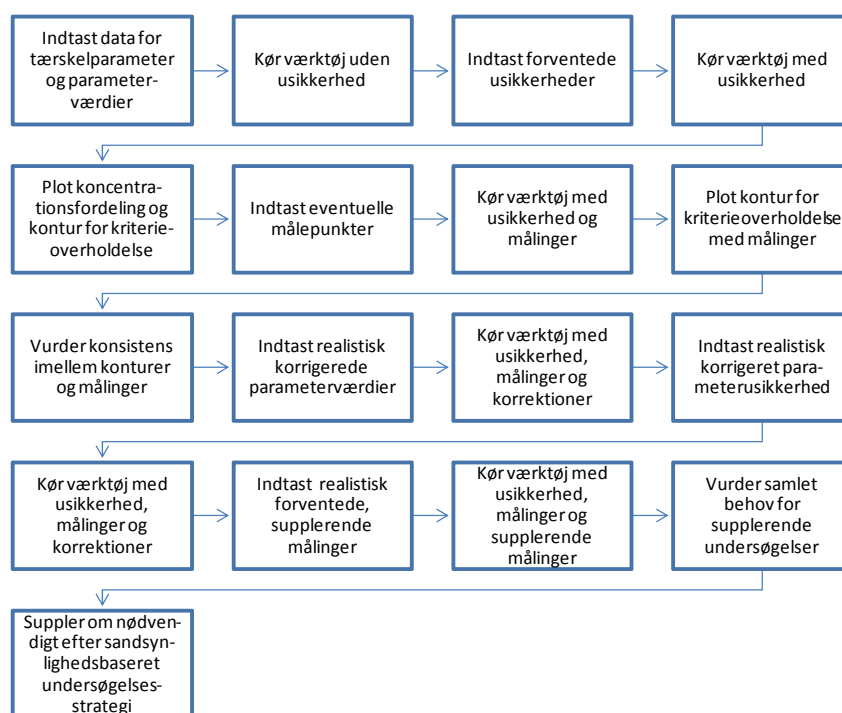 Indtast data for
tærskelparameter
og parameter-
værdier
Kør værktøj uden
usikkerhed
Indtast forventede
usikkerheder
Kør værktøj med
usikkerhed
Plot koncentra-
tionsfordeling og
kontur for kriterie-
overholdelse
Indtast eventuelle
målepunkter
Kør værktøj med
usikkerhed og
målinger
Plot kontur for
kriterieoverholdelse
med målinger
Vurder konsistens
imellem konturer
og målinger
Indtast realistisk
korrigerede
parameterværdier
Kør værktøj med
usikkerhed,
målinger og
korrektioner
Indtast realistisk
korrigeret para-
meterusikkerhed
Kør værktøj med
usikkerhed,
målinger og
korrektioner
Indtast realistisk
forventede,
supplerende
målinger
Kør værktøj med
usikkerhed,
målinger og
supplerende
målinger
Vurder samlet
behov for
supplerende
undersøgelser
Suppler om nødven-
digt efter sandsyn-
lighedsbaseret
undersøgelses-
strategi